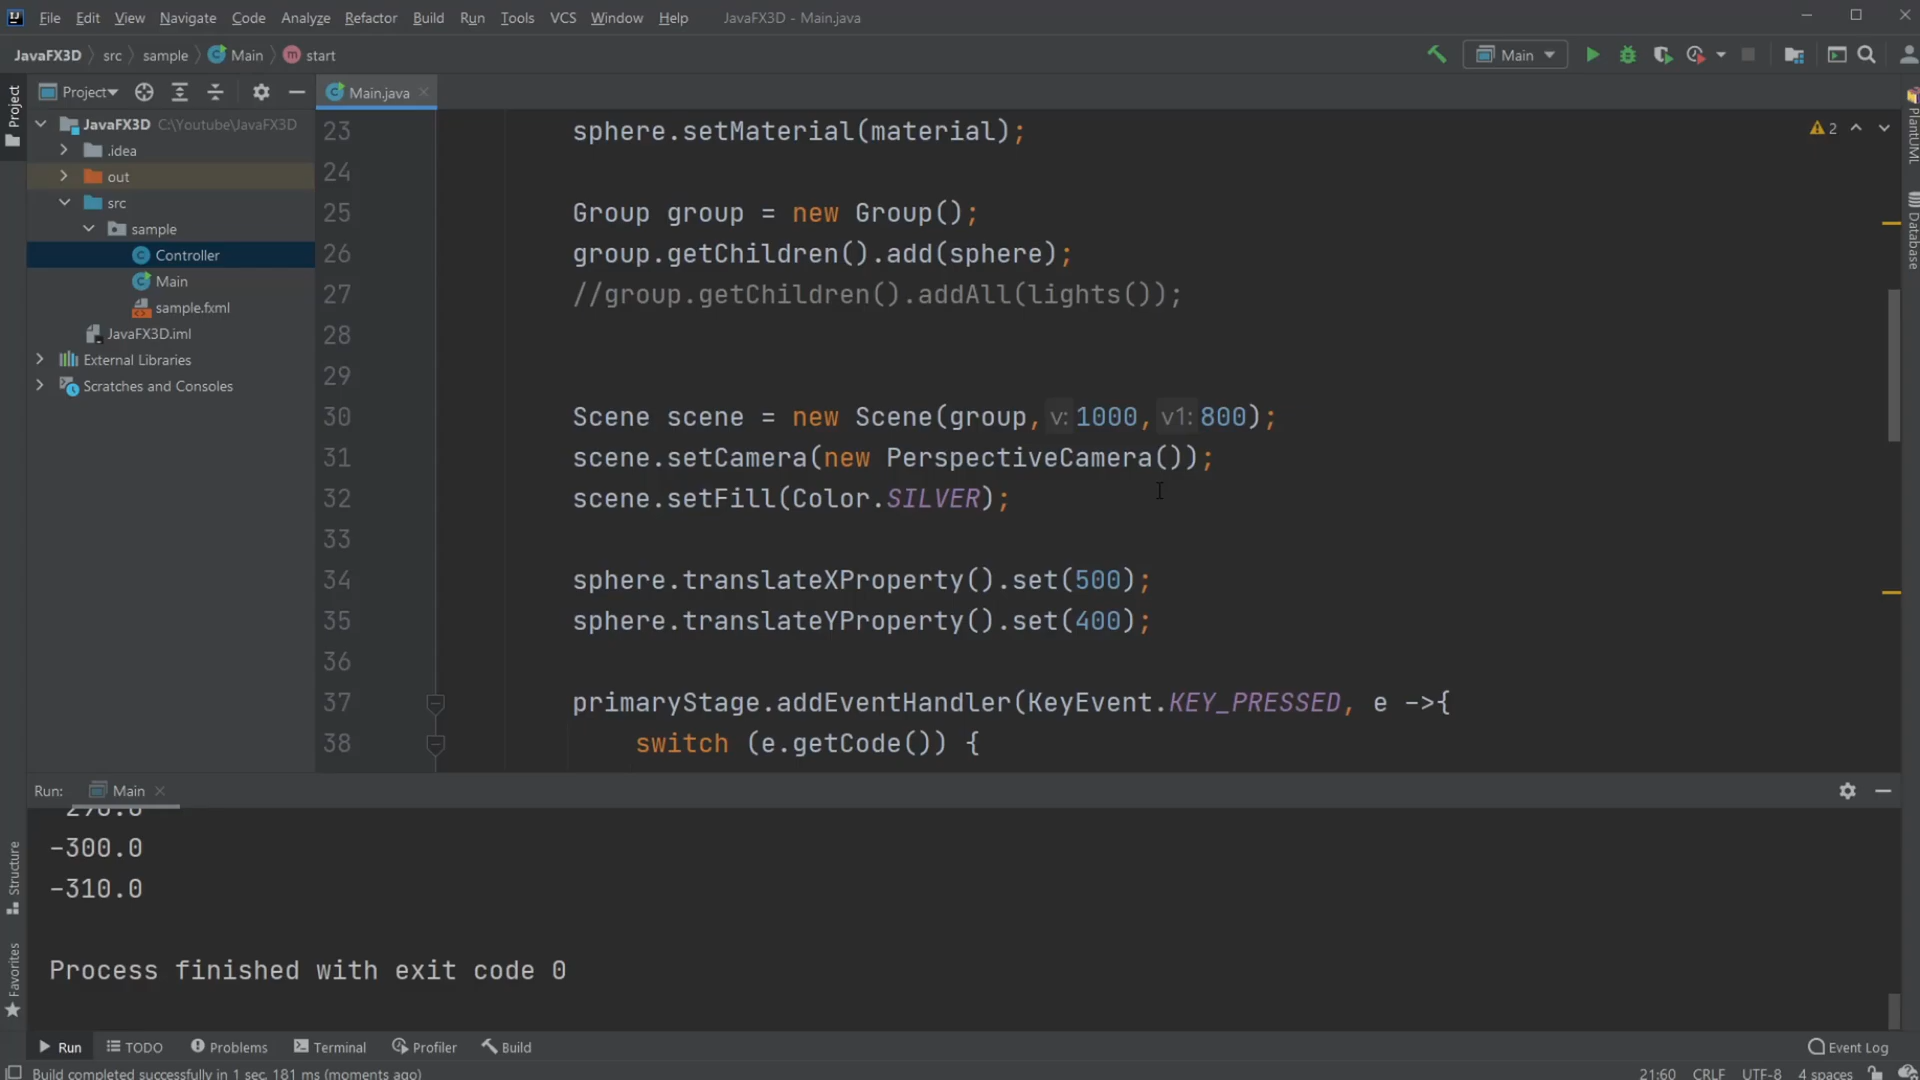 File Edit View Navigate Code Analyze Refactor Build Run Tools VCS Window Help JavaFX3D - Main.java
JavaFX3D src sample Main start
Main
Project
Main.java
JavaFX3D C:\Youtube\JavaFX3D
.idea
out
src
sample
Controller
Main
sample.fxml
JavaFX3D.iml
External Libraries
Scratches and Consoles
Project
Structure
Favorites
PlantUML
Database
2
23 sphere.setMaterial(material);
24
25 Group group = new Group();
26 group.getChildren().add(sphere);
27 //group.getChildren().addAll(lights());
28
29
30 Scene scene = new Scene(group, v: 1000, v1: 800);
31 scene.setCamera(new PerspectiveCamera());
32 scene.setFill(Color.SILVER);
33
34 sphere.translateXProperty().set(500);
35 sphere.translateYProperty().set(400);
36
37 primaryStage.addEventHandler(KeyEvent.KEY_PRESSED, e ->{
38 switch (e.getCode()) {
Run: Main
-300.0
-310.0
Process finished with exit code 0
Run TODO Problems Terminal Profiler Build Event Log
Build completed successfully in 1 sec, 181 ms (moments ago) 21:60 CRLF UTF-8 4 spaces